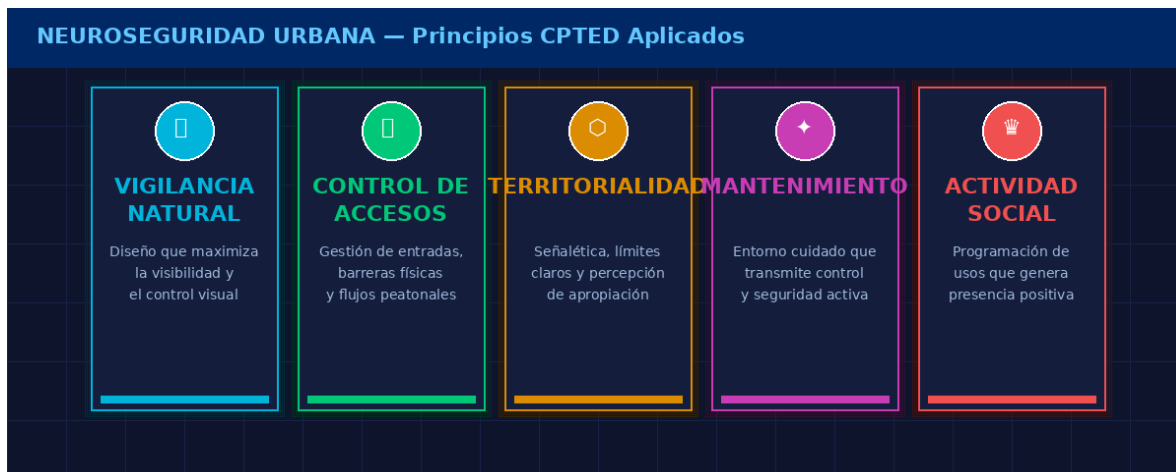 NEUROSEGURIDAD URBANA — Principios CPTED Aplicados
VIGILANCIA
NATURAL
Diseño que maximiza
la visibilidad y
el control visual
CONTROL DE
ACCESOS
Gestión de entradas,
barreras físicas
y flujos peatonales
TERRITORIALIDAD
Señalética, límites
claros y percepción
de apropiación
MANTENIMIENTO
Entorno cuidado que
transmite control
y seguridad activa
ACTIVIDAD
SOCIAL
Programación de
usos que genera
presencia positiva